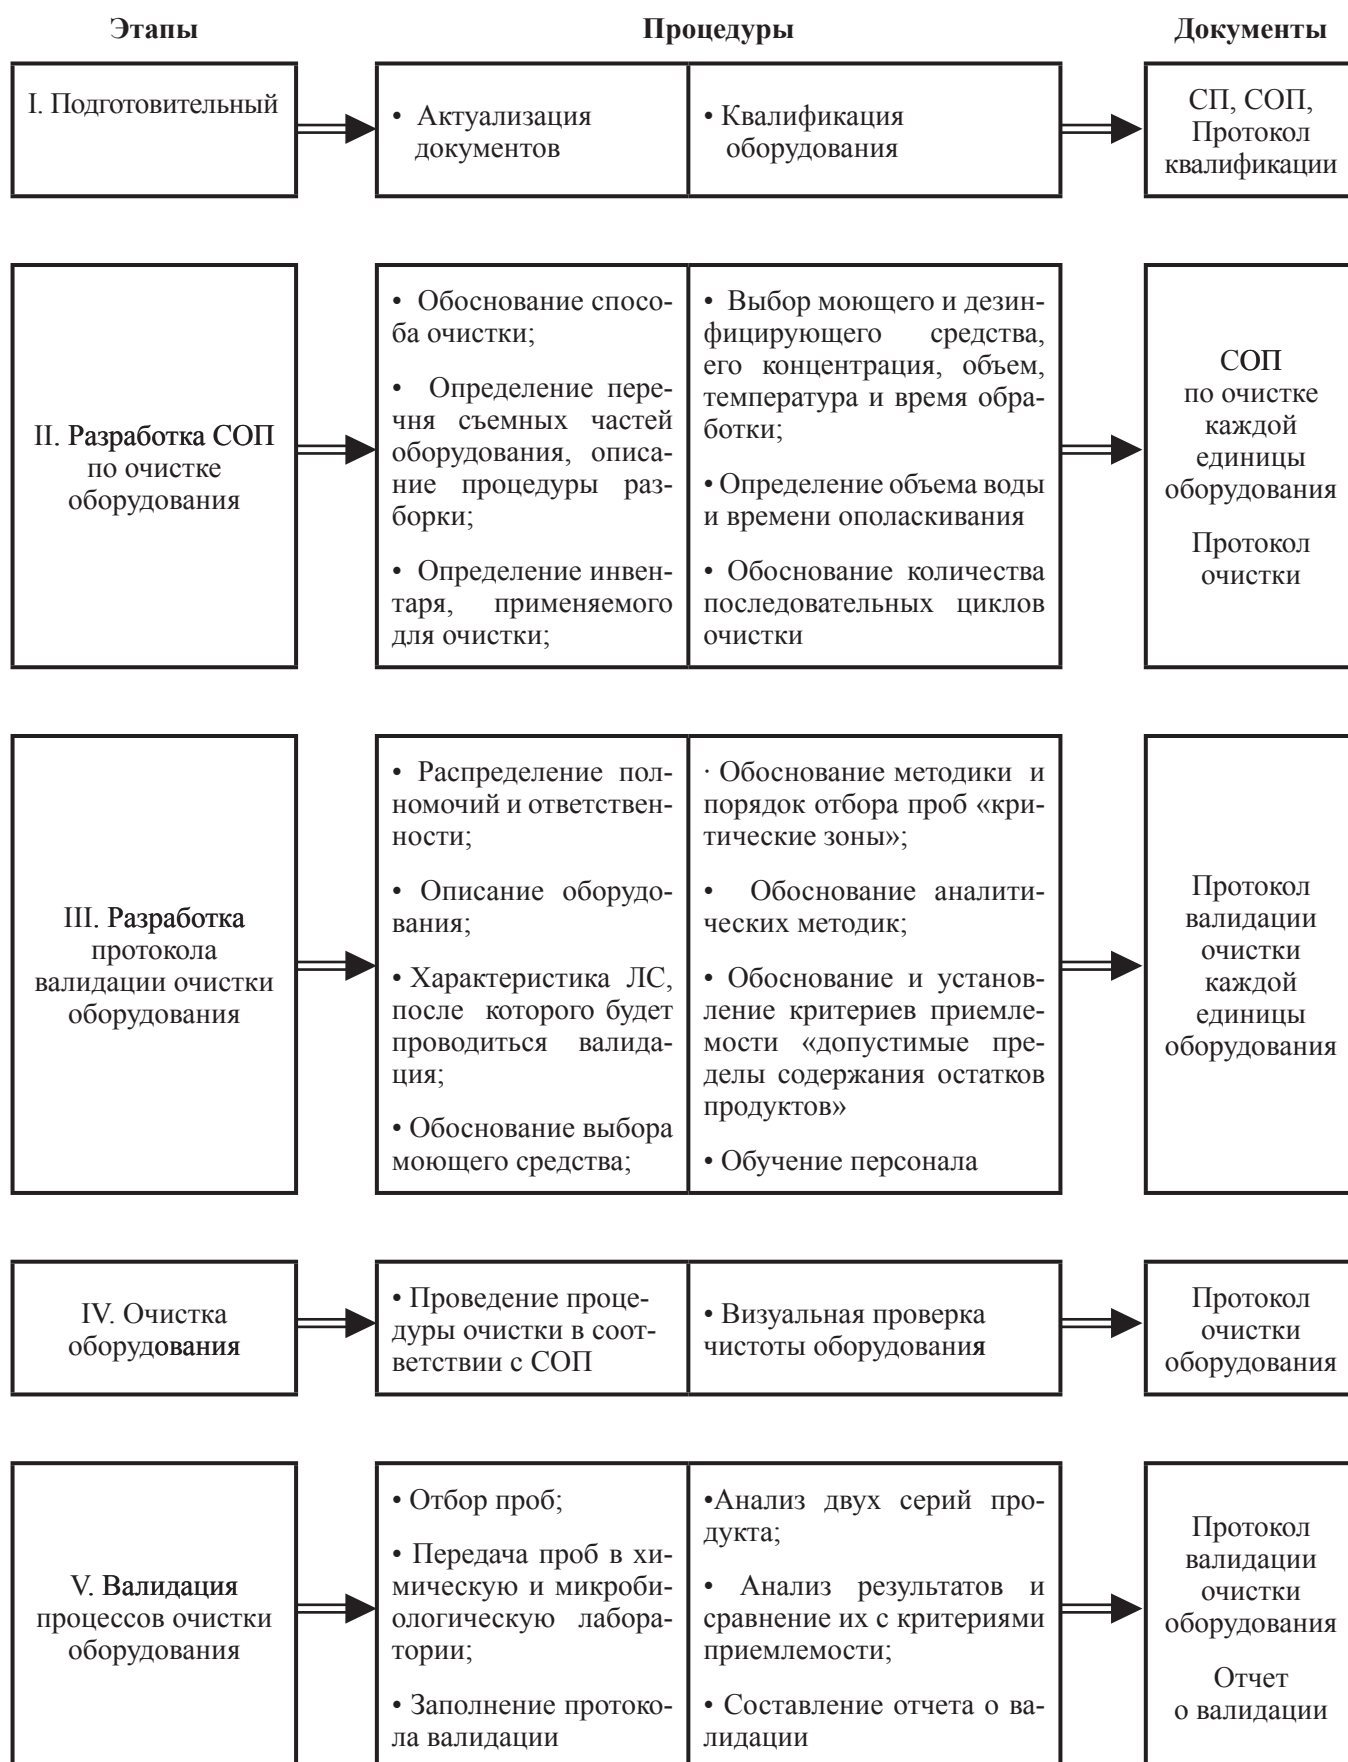 Этапы
Процедуры
Документы
I. Подготовительный
• Актуализация
документов
• Квалификация
оборудования
СП, СОП,
Протокол
квалификации
II. Разработка СОП
по очистке
оборудования
• Обоснование спосо-
ба очистки;
• Определение пере-
чня съемных частей
оборудования, описа-
ние процедуры раз-
борки;
• Определение инвен-
таря, применяемого
для очистки;
• Выбор моющего и дезин-
фицирующего средства,
его концентрация, объем,
температура и время обра-
ботки;
• Определение объема воды
и времени ополаскивания
• Обоснование количества
последовательных циклов
очистки
СОП
по очистке
каждой
единицы
оборудования
Протокол
очистки
III. Разработка
протокола
валидации очистки
оборудования
• Распределение пол-
номочий и ответствен-
ности;
• Описание оборудо-
вания;
• Характеристика ЛС,
после которого будет
проводиться валида-
ция;
• Обоснование выбора
моющего средства;
· Обоснование методики и
порядок отбора проб «кри-
тические зоны»;
• Обоснование аналити-
ческих методик;
• Обоснование и установ-
ление критериев приемле-
мости «допустимые пре-
делы содержания остатков
продуктов»
• Обучение персонала
Протокол
валидации
очистки
каждой
единицы
оборудования
IV. Очистка
оборудования
• Проведение проце-
дуры очистки в соот-
ветствии с СОП
• Визуальная проверка
чистоты оборудования
Протокол
очистки
оборудования
V. Валидация
процессов очистки
оборудования
• Отбор проб;
• Передача проб в хи-
мическую и микроби-
ологическую лабора-
тории;
• Заполнение протоко-
ла валидации
•Анализ двух серий про-
дукта;
• Анализ результатов и
сравнение их с критериями
приемлемости;
• Составление отчета о ва-
лидации
Протокол
валидации
очистки
оборудования
Отчет
о валидации